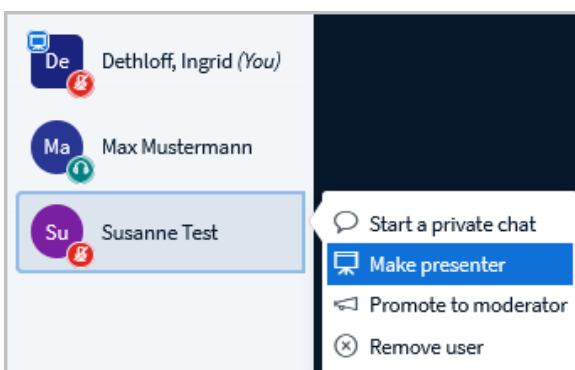 De Dethloff, Ingrid (You)
Ma Max Mustermann
Su Susanne Test
Start a private chat
Make presenter
Promote to moderator
Remove user